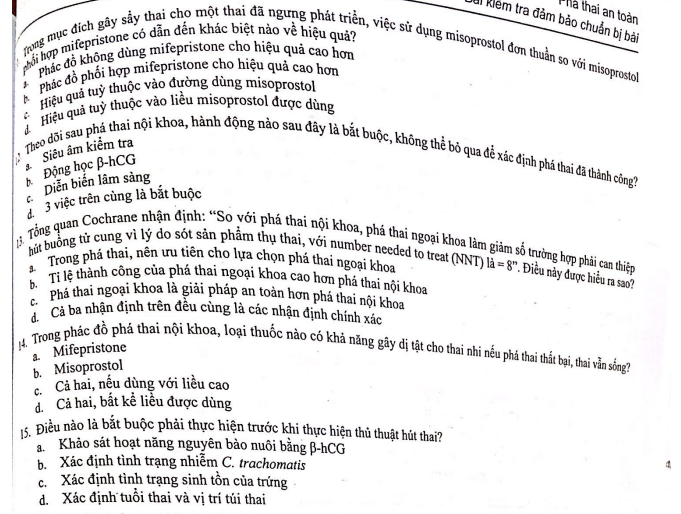 Phá thai an toàn
Bài kiểm tra đảm bảo chuẩn bị bài
Trong mục đích gây sẩy thai cho một thai đã ngưng phát triển, việc sử dụng misoprostol đơn thuần so với misoprostol
phối hợp mifepristone có dẫn đến khác biệt nào về hiệu quả?
a. Phác đồ không dùng mifepristone cho hiệu quả cao hơn
b. Phác đồ phối hợp mifepristone cho hiệu quả cao hơn
c. Hiệu quả tuỳ thuộc vào đường dùng misoprostol
d. Hiệu quả tuỳ thuộc vào liều misoprostol được dùng
Theo dõi sau phá thai nội khoa, hành động nào sau đây là bắt buộc, không thể bỏ qua để xác định phá thai đã thành công?
a. Siêu âm kiểm tra
b. Động học β-hCG
c. Diễn biến lâm sàng
d. 3 việc trên cùng là bắt buộc
13. Tổng quan Cochrane nhận định: “So với phá thai nội khoa, phá thai ngoại khoa làm giảm số trường hợp phải can thiệp
hút buồng tử cung vì lý do sót sản phẩm thụ thai, với number needed to treat (NNT) là = 8”. Điều này được hiểu ra sao?
a. Trong phá thai, nên ưu tiên cho lựa chọn phá thai ngoại khoa
b. Tỉ lệ thành công của phá thai ngoại khoa cao hơn phá thai nội khoa
c. Phá thai ngoại khoa là giải pháp an toàn hơn phá thai nội khoa
d. Cả ba nhận định trên đều cùng là các nhận định chính xác
14. Trong phác đồ phá thai nội khoa, loại thuốc nào có khả năng gây dị tật cho thai nhi nếu phá thai thất bại, thai vẫn sống?
a. Mifepristone
b. Misoprostol
c. Cả hai, nếu dùng với liều cao
d. Cả hai, bất kể liều được dùng
15. Điều nào là bắt buộc phải thực hiện trước khi thực hiện thủ thuật hút thai?
a. Khảo sát hoạt năng nguyên bào nuôi bằng β-hCG
b. Xác định tình trạng nhiễm C. trachomatis
c. Xác định tình trạng sinh tồn của trứng
d. Xác định tuổi thai và vị trí túi thai